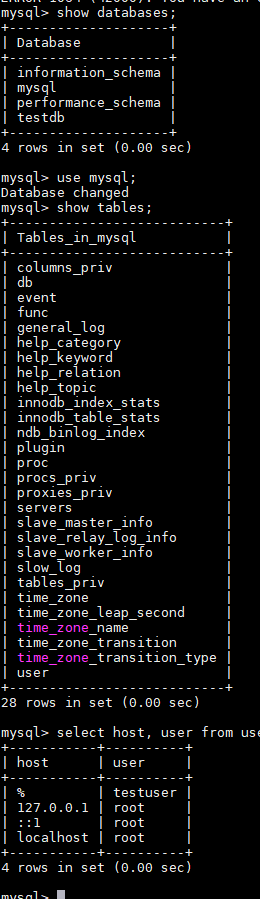 mysql> show databases;
+--------------------+
| Database           |
+--------------------+
| information_schema |
| mysql              |
| performance_schema |
| testdb             |
+--------------------+
4 rows in set (0.00 sec)
mysql> use mysql;
Database changed
mysql> show tables;
+---------------------------+
| Tables_in_mysql           |
+---------------------------+
| columns_priv              |
| db                        |
| event                     |
| func                      |
| general_log               |
| help_category             |
| help_keyword              |
| help_relation             |
| help_topic                |
| innodb_index_stats        |
| innodb_table_stats        |
| ndb_binlog_index          |
| plugin                    |
| proc                      |
| procs_priv                |
| proxies_priv              |
| servers                   |
| slave_master_info         |
| slave_relay_log_info      |
| slave_worker_info         |
| slow_log                  |
| tables_priv               |
| time_zone                 |
| time_zone_leap_second     |
| time_zone_name            |
| time_zone_transition      |
| time_zone_transition_type |
| user                      |
+---------------------------+
28 rows in set (0.00 sec)
mysql> select host, user from use
+-----------+----------+
| host      | user     |
+-----------+----------+
| %         | testuser |
| 127.0.0.1 | root     |
| ::1       | root     |
| localhost | root     |
+-----------+----------+
4 rows in set (0.00 sec)
mysql>